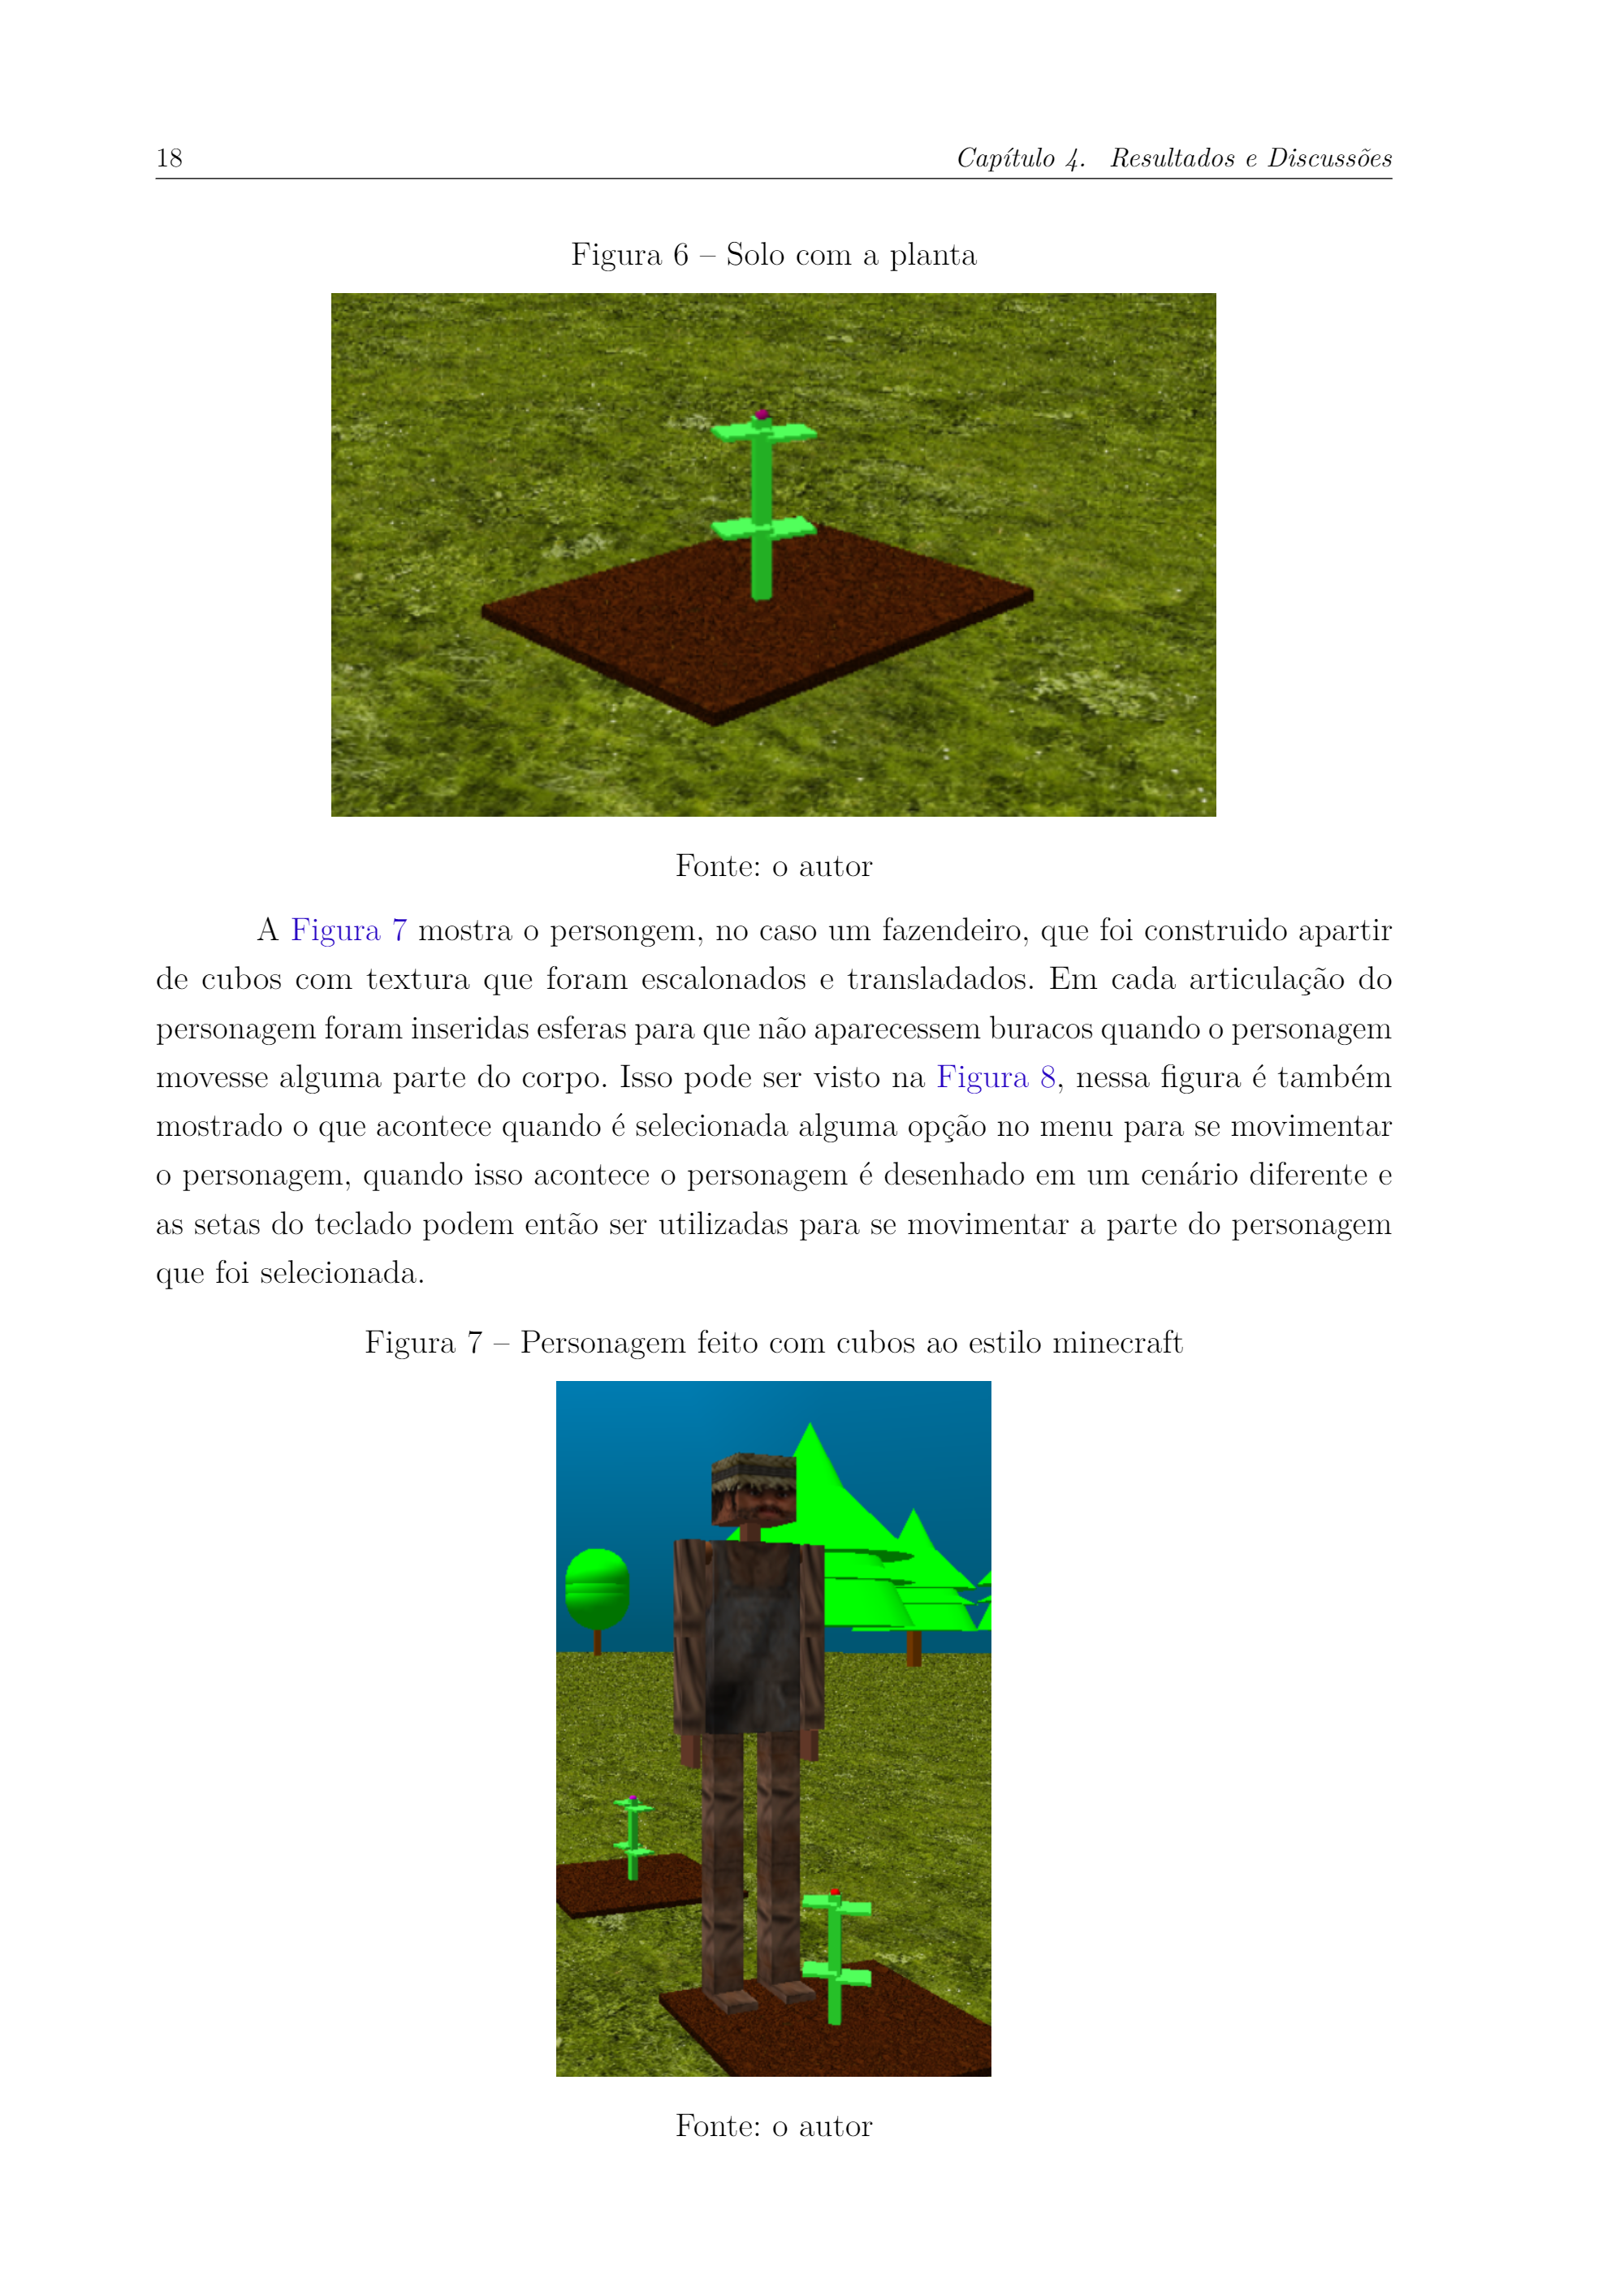 18
Capítulo 4. Resultados e Discussões
Figura 6 – Solo com a planta
Fonte: o autor
A Figura 7 mostra o persongem, no caso um fazendeiro, que foi construido apartir
de cubos com textura que foram escalonados e transladados. Em cada articulação do
personagem foram inseridas esferas para que não aparecessem buracos quando o personagem
movesse alguma parte do corpo. Isso pode ser visto na Figura 8, nessa figura é também
mostrado o que acontece quando é selecionada alguma opção no menu para se movimentar
o personagem, quando isso acontece o personagem é desenhado em um cenário diferente e
as setas do teclado podem então ser utilizadas para se movimentar a parte do personagem
que foi selecionada.
Figura 7 – Personagem feito com cubos ao estilo minecraft
Fonte: o autor